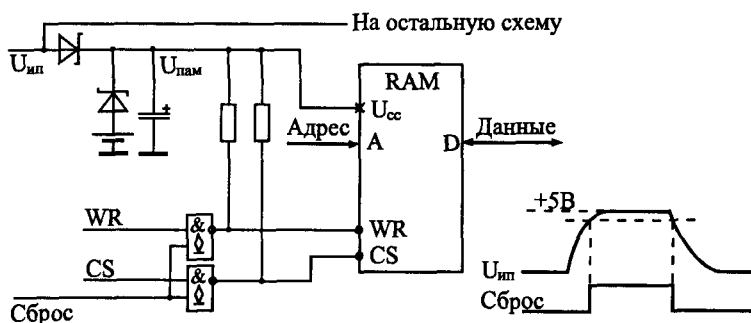 На остальную схему
Uип
Uпам
RAM
Ucc
Адрес
A
D
Данные
WR
&
WR
CS
CS
&
Сброс
+5В
Uип
Сброс